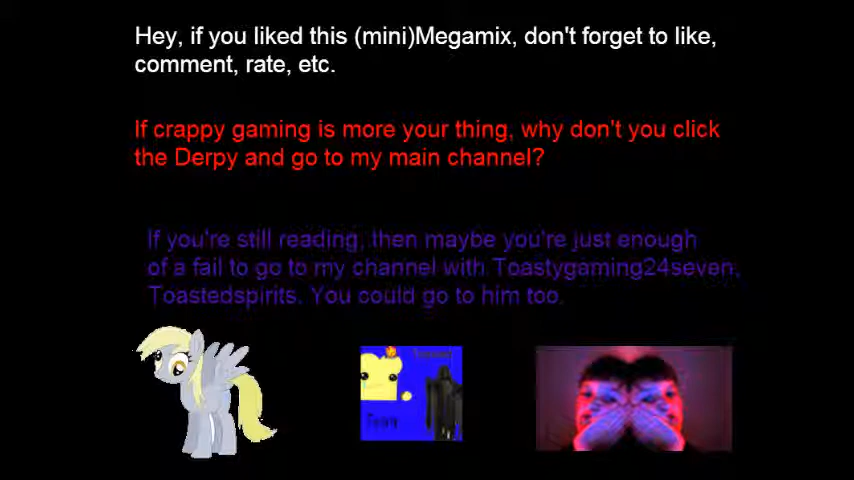 Hey, if you liked this (mini)Megamix, don't forget to like,
comment, rate, etc.
If crappy gaming is more your thing, why don't you click
the Derpy and go to my main channel?
If you're still reading, then maybe you're just enough
of a fail to go to my channel with Toastygaming24seven,
Toastedspirits. You could go to him too.